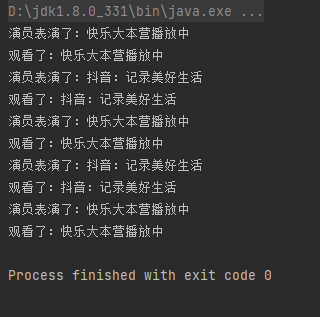 D:\jdk1.8.0_331\bin\java.exe ...
演员表演了：快乐大本营播放中
观看了：快乐大本营播放中
演员表演了：抖音：记录美好生活
观看了：抖音：记录美好生活
演员表演了：快乐大本营播放中
观看了：快乐大本营播放中
演员表演了：抖音：记录美好生活
观看了：抖音：记录美好生活
演员表演了：快乐大本营播放中
观看了：快乐大本营播放中
Process finished with exit code 0